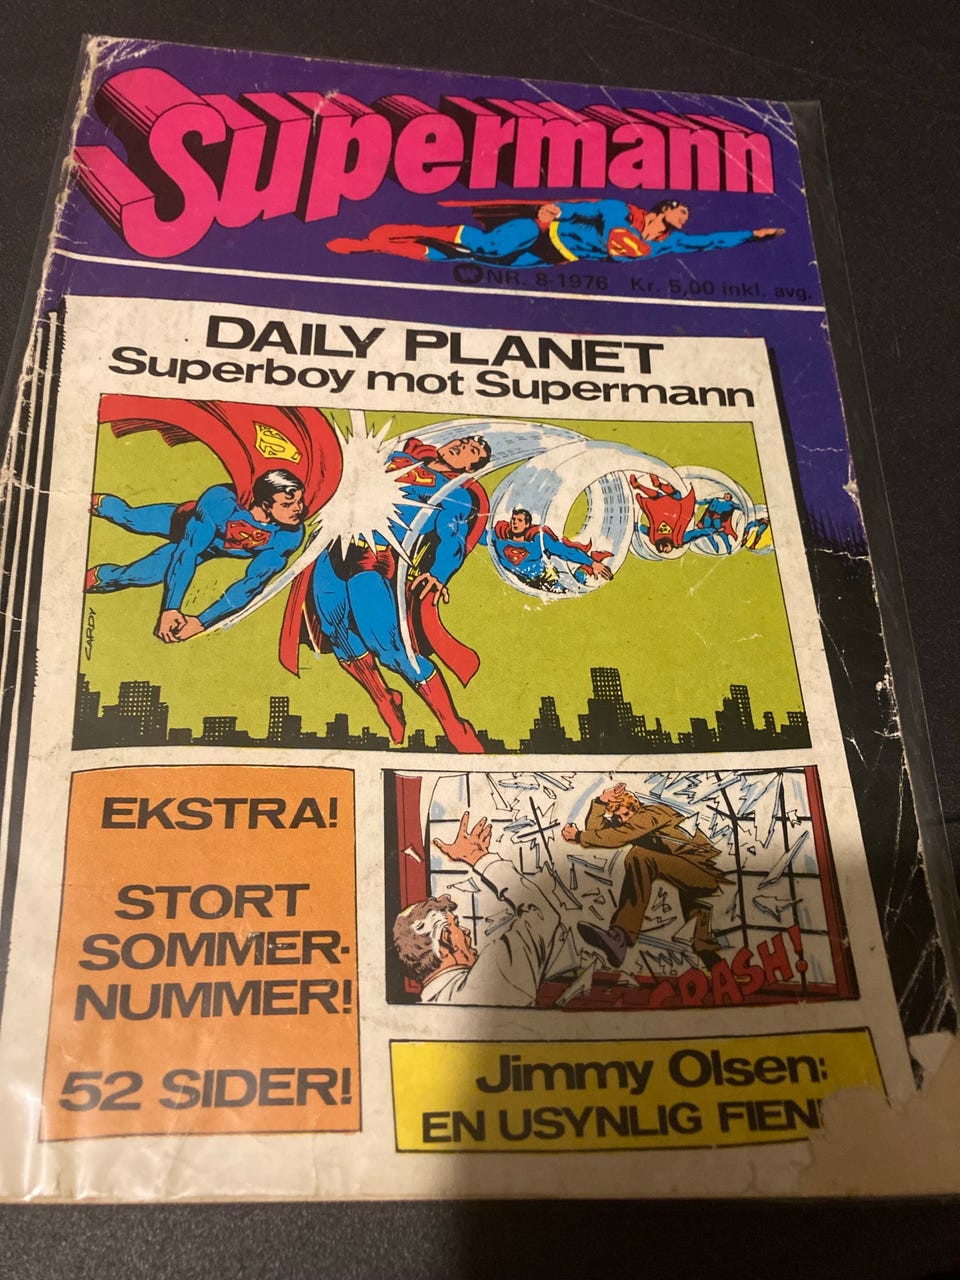 Supermann
W NR. 8-1976 Kr. 5,00 inkl. avg.
DAILY PLANET
Superboy mot Supermann
CARDY
EKSTRA!
STORT
SOMMER-
NUMMER!
52 SIDER!
CRASH!
Jimmy Olsen:
EN USYNLIG FIEN